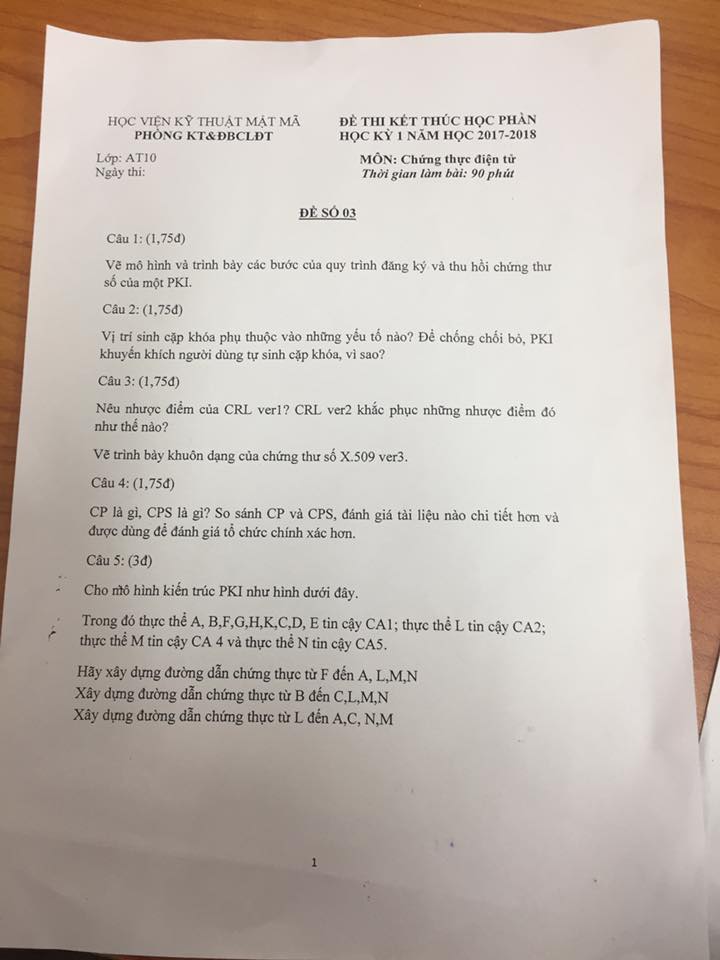 HỌC VIỆN KỸ THUẬT MẬT MÃ
PHÒNG KT&ĐBCLĐT
Lớp: AT10
Ngày thi:
ĐỀ THI KẾT THÚC HỌC PHẦN
HỌC KỲ 1 NĂM HỌC 2017-2018
MÔN: Chứng thực điện tử
Thời gian làm bài: 90 phút
ĐỀ SỐ 03
Câu 1: (1,75đ)
Vẽ mô hình và trình bày các bước của quy trình đăng ký và thu hồi chứng thư
số của một PKI.
Câu 2: (1,75đ)
Vị trí sinh cặp khóa phụ thuộc vào những yếu tố nào? Để chống chối bỏ, PKI
khuyến khích người dùng tự sinh cặp khóa, vì sao?
Câu 3: (1,75đ)
Nêu nhược điểm của CRL ver1? CRL ver2 khắc phục những nhược điểm đó
như thế nào?
Vẽ trình bày khuôn dạng của chứng thư số X.509 ver3.
Câu 4: (1,75đ)
CP là gì, CPS là gì? So sánh CP và CPS, đánh giá tài liệu nào chi tiết hơn và
được dùng để đánh giá tổ chức chính xác hơn.
Câu 5: (3đ)
Cho mô hình kiến trúc PKI như hình dưới đây.
Trong đó thực thể A, B,F,G,H,K,C,D, E tin cậy CA1; thực thể L tin cậy CA2;
thực thể M tin cậy CA 4 và thực thể N tin cậy CA5.
Hãy xây dựng đường dẫn chứng thực từ F đến A, L,M,N
Xây dựng đường dẫn chứng thực từ B đến C,L,M,N
Xây dựng đường dẫn chứng thực từ L đến A,C, N,M
1